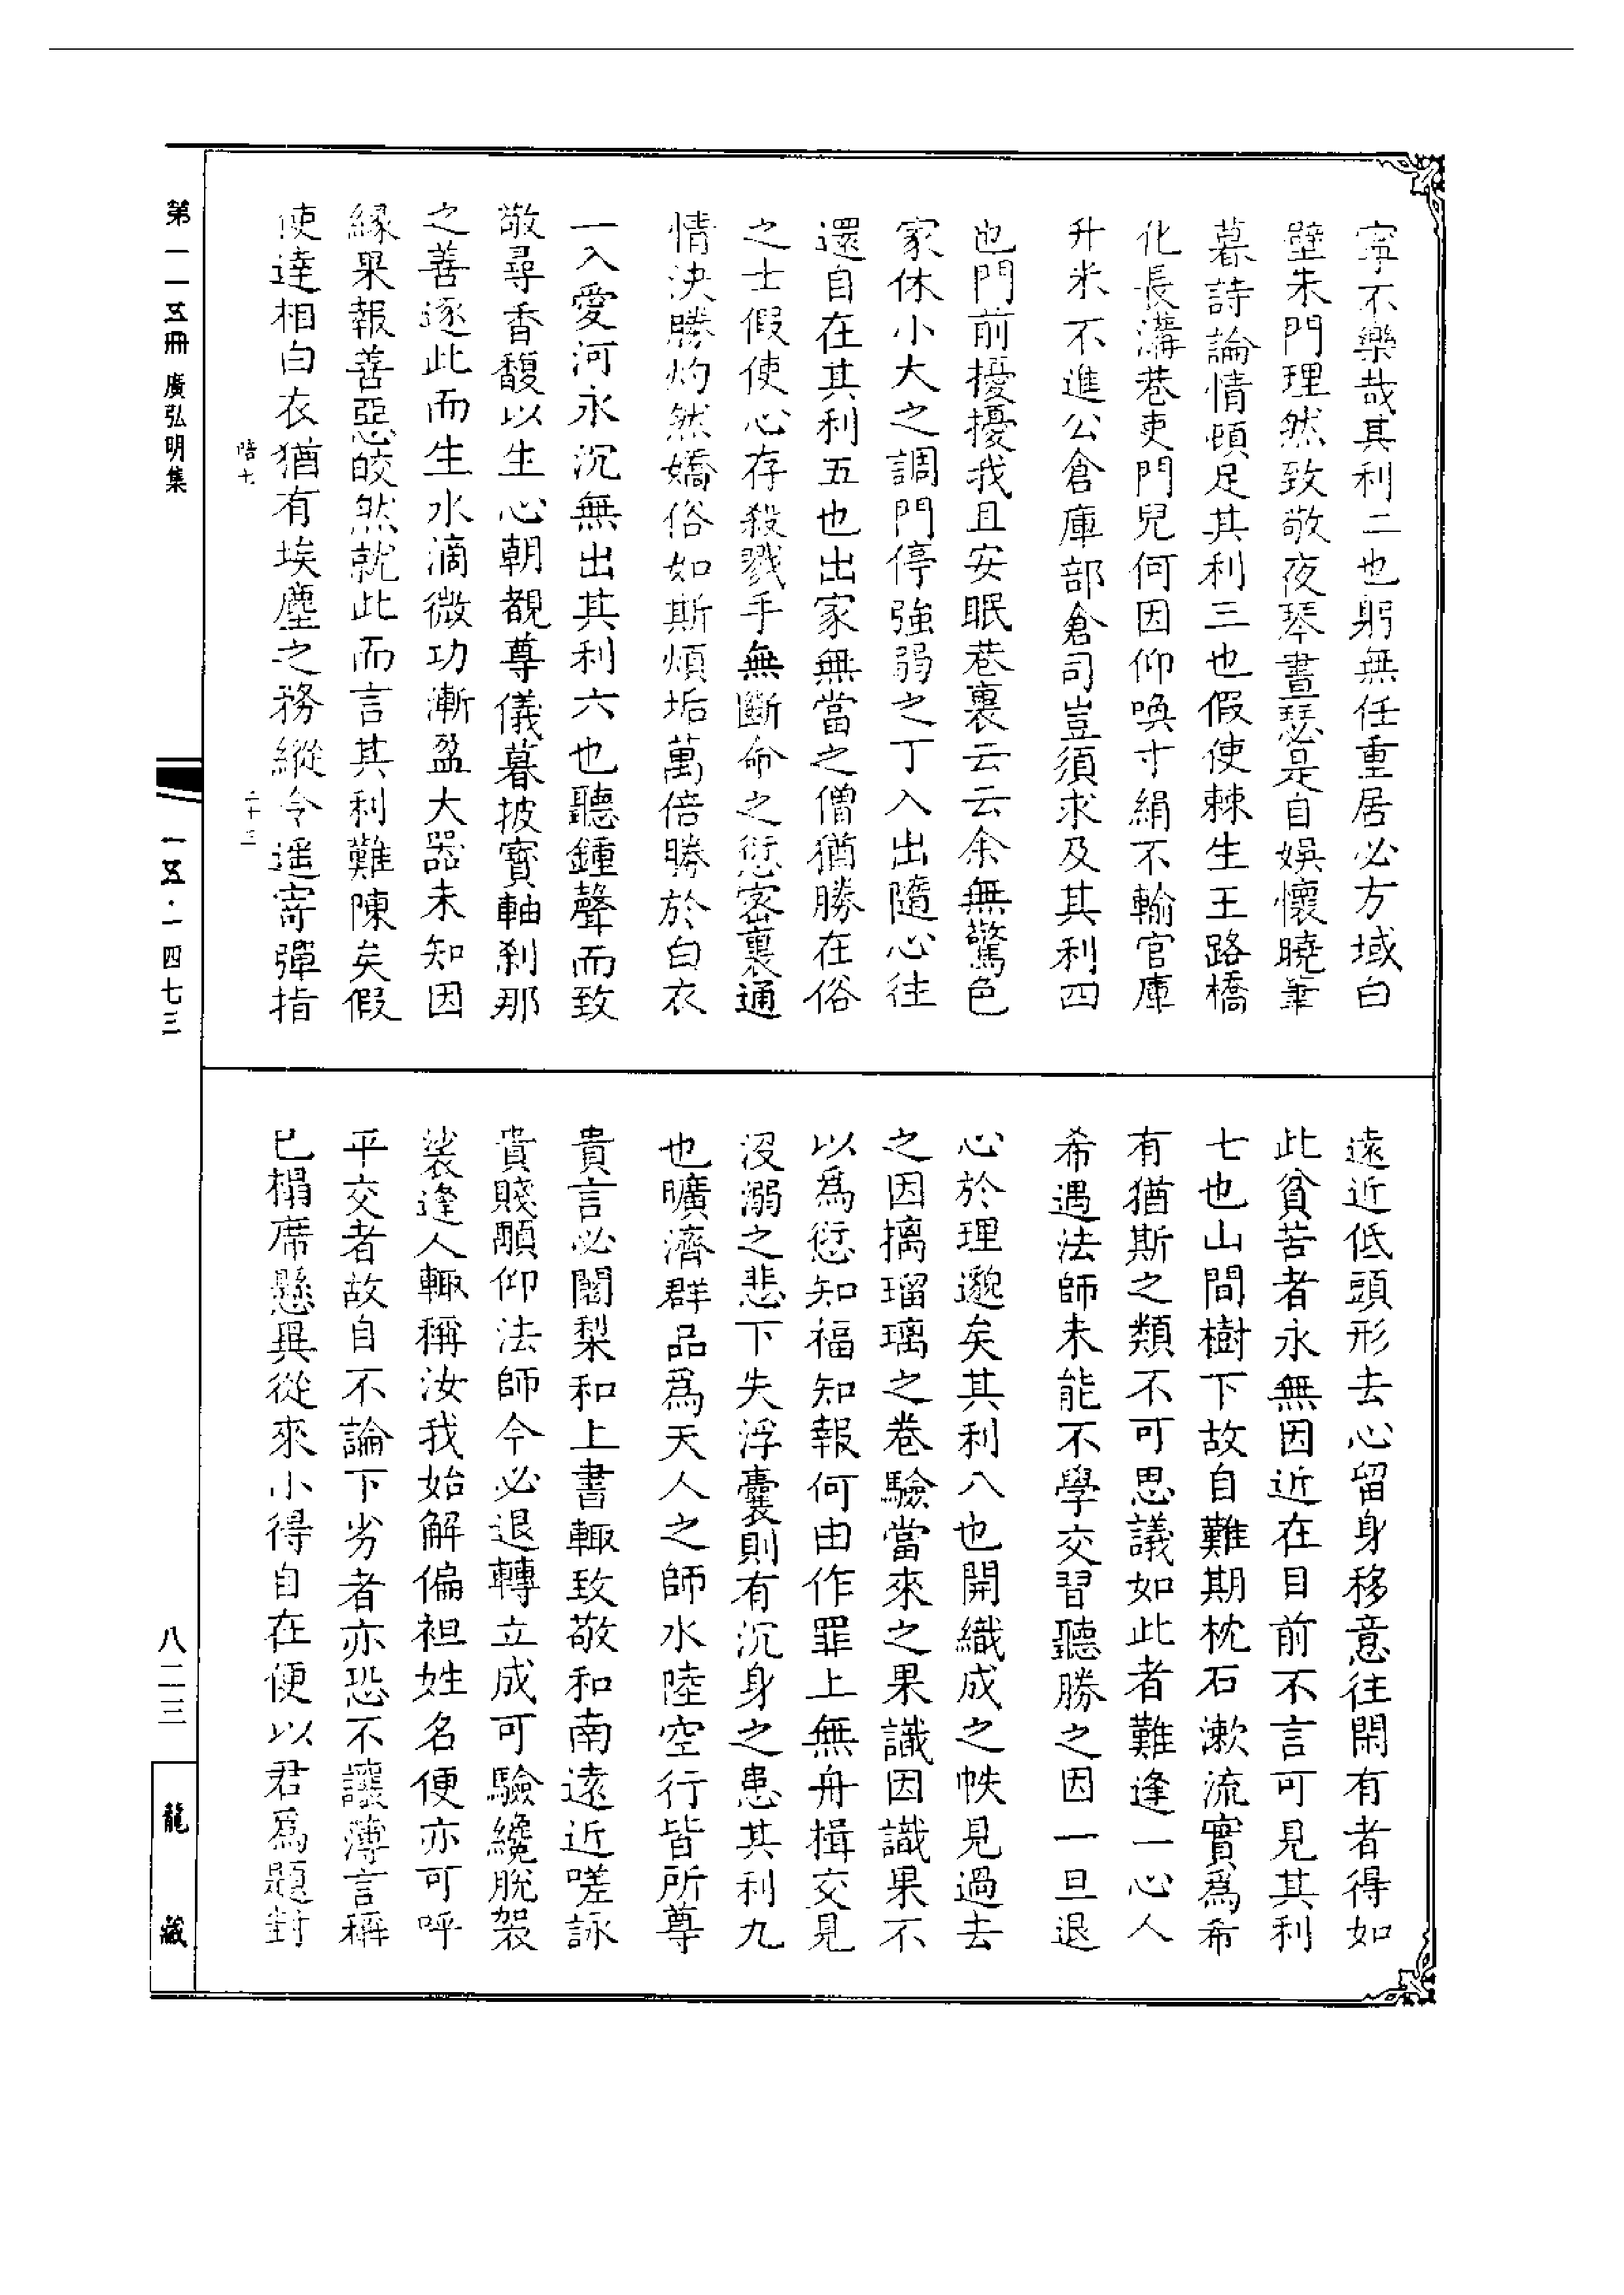 寧不樂哉其利二也躬無任重居必方域白
壁朱門理然致敬夜琴晝瑟是自娛懷曉筆
暮詩論情頓足其利三也假使棘生王路橋
化長溝巷吏門兒何因仰喚寸絹不輸官庫
升米不進公倉庫部倉司豈須求及其利四
也門前擾擾我且安眠巷裏云云余無驚色
家休小大之調門停強弱之丁入出隨心往
還自在其利五也出家無當之僧猶勝在俗
之士假使心存殺戮手無斷命之愆密裏通
情決勝灼然嬌俗如斯煩垢萬倍勝於白衣
一入愛河永沉無出其利六也聽鍾聲而致
敬尋香馥以生心朝覩尊儀暮披寶軸剎那
之善逐此而生水滴微功漸盈大器未知因
緣果報善惡皎然就此而言其利難陳矣假
使達相白衣猶有埃塵之務縱令遙寄彈指
遠近低頭形去心留身移意往閑有者得如
此貧苦者永無因近在目前不言可見其利
七也山間樹下故自難期枕石漱流實爲希
有猶斯之類不可思議如此者難逢一心人
希遇法師未能不學交習聽勝之因一旦退
心於理邈矣其利八也開織成之帙見過去
之因摛瑠璃之卷驗當來之果識因識果不
以爲愆知福知報何由作罪上無舟楫交見
沒溺之悲下失浮囊則有沉身之患其利九
也曠濟群品爲天人之師水陸空行皆所尊
貴言必闍梨和上書輙致敬和南遠近嗟詠
貴賤顒仰法師今必退轉立成可驗纔脫袈
裟逢人輙稱汝我始解偏袒姓名便亦可呼
平交者故自不論下劣者亦恐不讓薄言稱
已榻席懸異從來小得自在便以君爲題封
第一一五冊 廣弘明集
陪七
二十三
一五·一四七三
八二三
龍藏